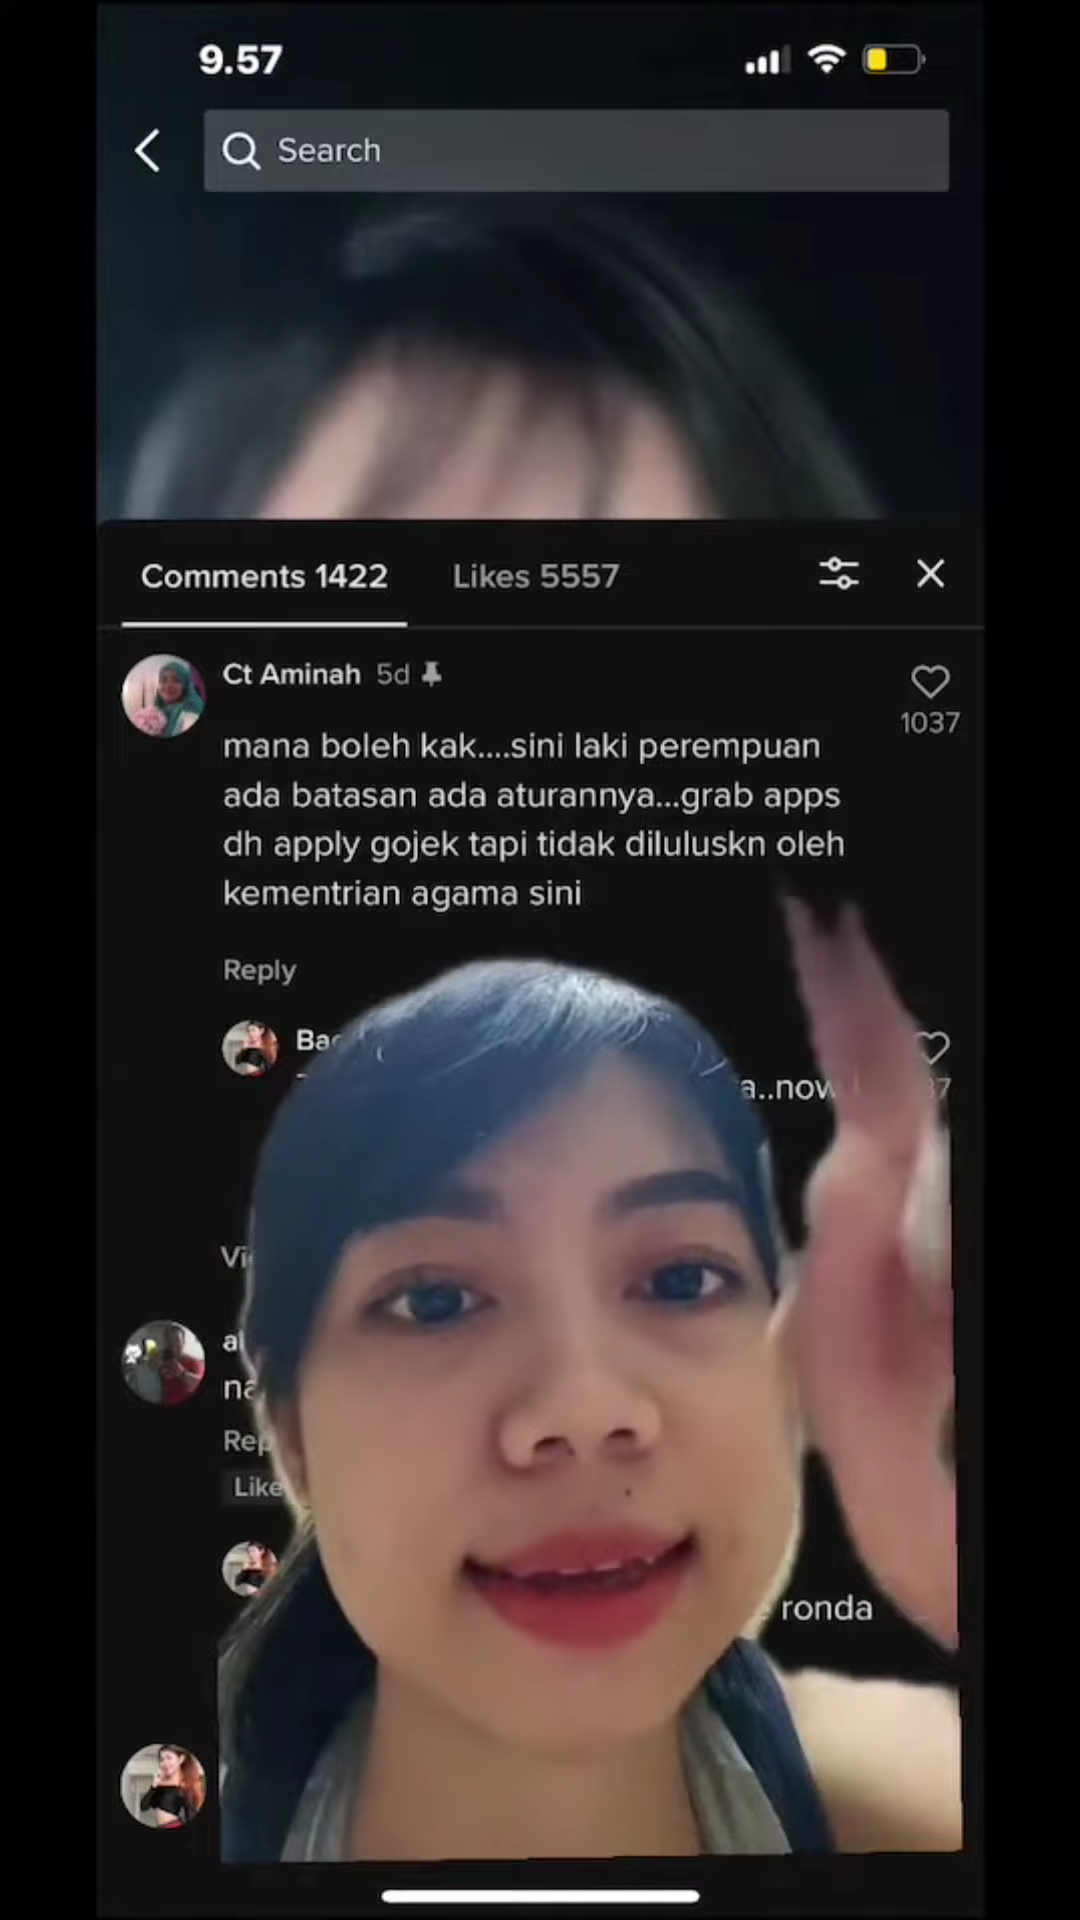 9.57
Search
Comments 1422
Likes 5557
Ct Aminah 5d
1037
mana boleh kak....sini laki perempuan
ada batasan ada aturannya...grab apps
dh apply gojek tapi tidak diluluskn oleh
kementrian agama sini
Reply
a..now
ronda